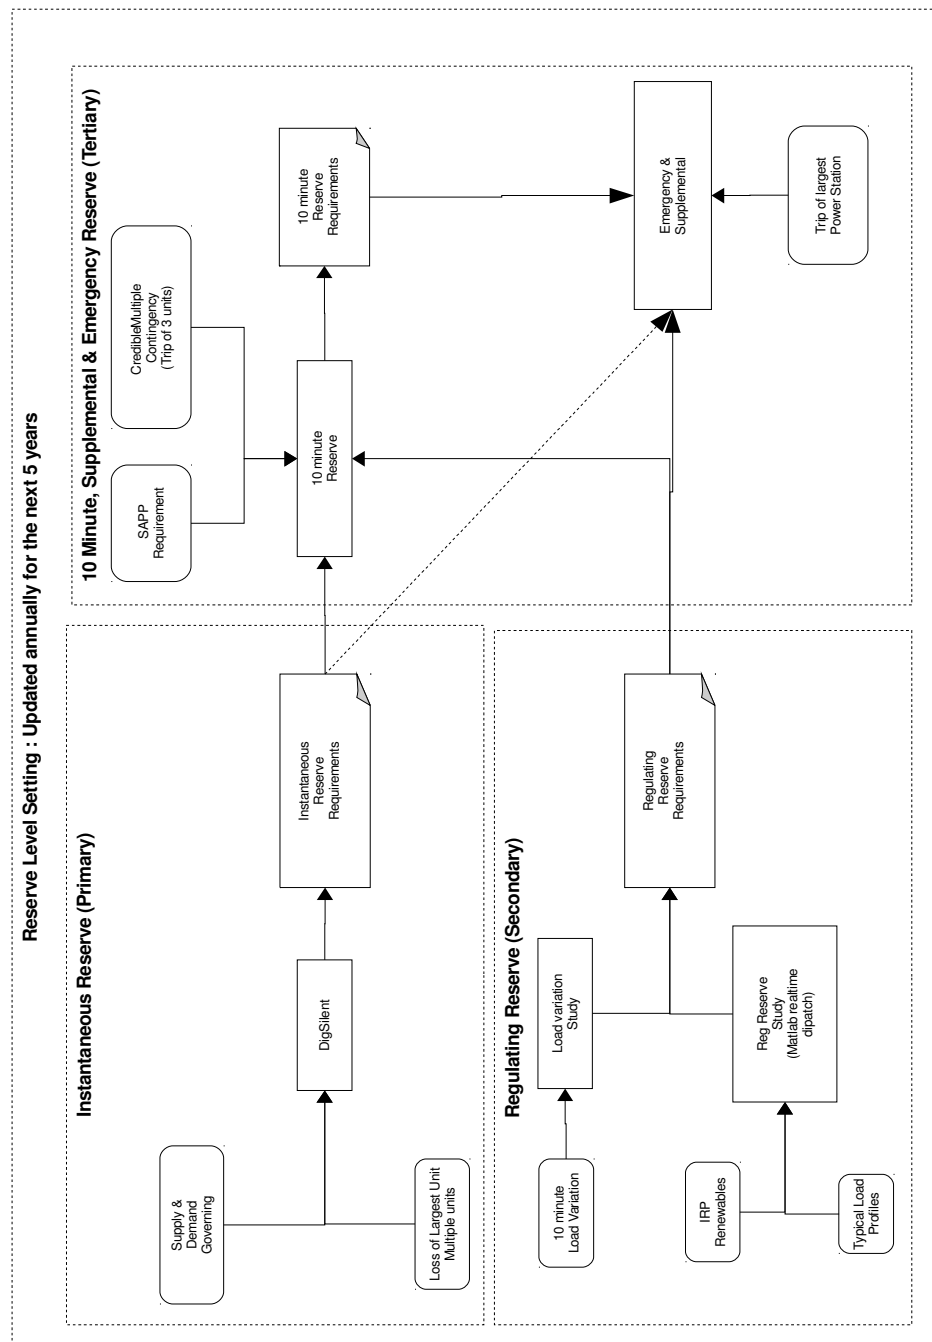 Reserve Level Setting : Updated annually for the next 5 years
Instantaneous Reserve (Primary)
Supply &
Demand
Governing
Loss of Largest Unit
Multiple units
DigSilent
Instantaneous
Reserve
Requirements
Regulating Reserve (Secondary)
10 minute
Load Variation
Load variation
Study
IRP
Renewables
Typical Load
Profiles
Reg Reserve
Study
(Matlab realtime
dipatch)
Regulating
Reserve
Requirements
10 Minute, Supplemental & Emergency Reserve (Tertiary)
SAPP
Requirement
CredibleMultiple
Contingency
(Trip of 3 units)
10 minute
Reserve
10 minute
Reserve
Requirements
Emergency &
Supplemental
Trip of largest
Power Station